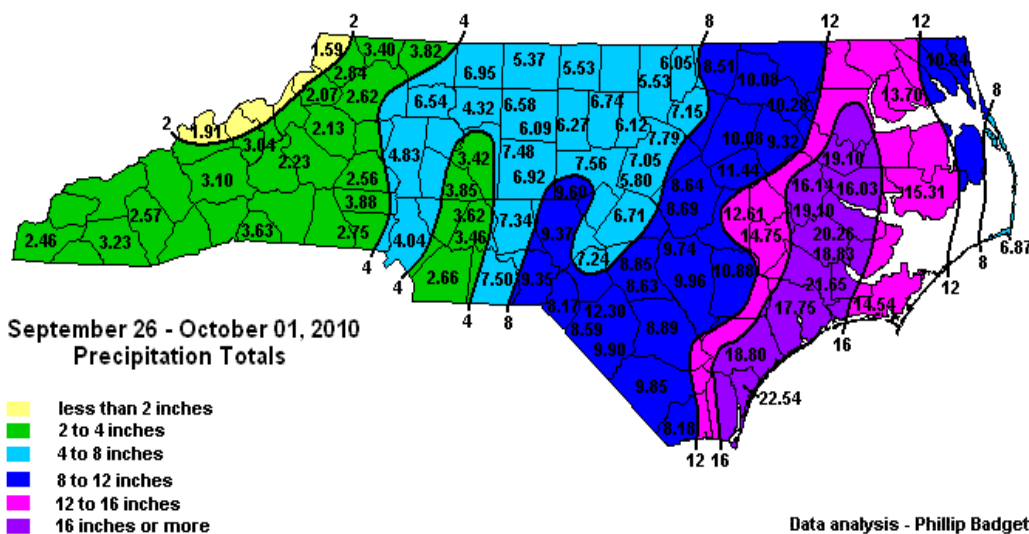 2 4 8 12 12
1.59 3.40 3.82 6.95 5.37 5.53 6.05 8.51 10.84
2.84 5.53 10.08 8
2.07 2.62 6.54 4.32 6.58 6.74 7.15 10.28 13.70
2 1.91 2.13 6.09 6.27 6.12 7.79 10.08 9.32
3.04 2.23 4.83 3.42 7.48 7.56 7.05 11.44 19.10
3.10 2.56 3.85 6.92 9.60 5.80 8.64 16.14 16.03 15.31
2.57 3.88 3.62 7.34 6.71 8.69 12.61 19.10
2.46 3.23 3.63 2.75 4.04 3.46 9.37 7.24 9.74 14.75 20.26 18.83 6.87
4 4 2.66 7.50 9.35 8.85 8.63 9.96 10.88 21.65 12 8
4 8 8.17 12.30 17.75 14.54
September 26 - October 01, 2010
8.59 8.89 16
Precipitation Totals
9.90 18.80
9.85 22.54
less than 2 inches
2 to 4 inches
8.18
4 to 8 inches
12 16
8 to 12 inches
12 to 16 inches
16 inches or more
Data analysis - Phillip Badget